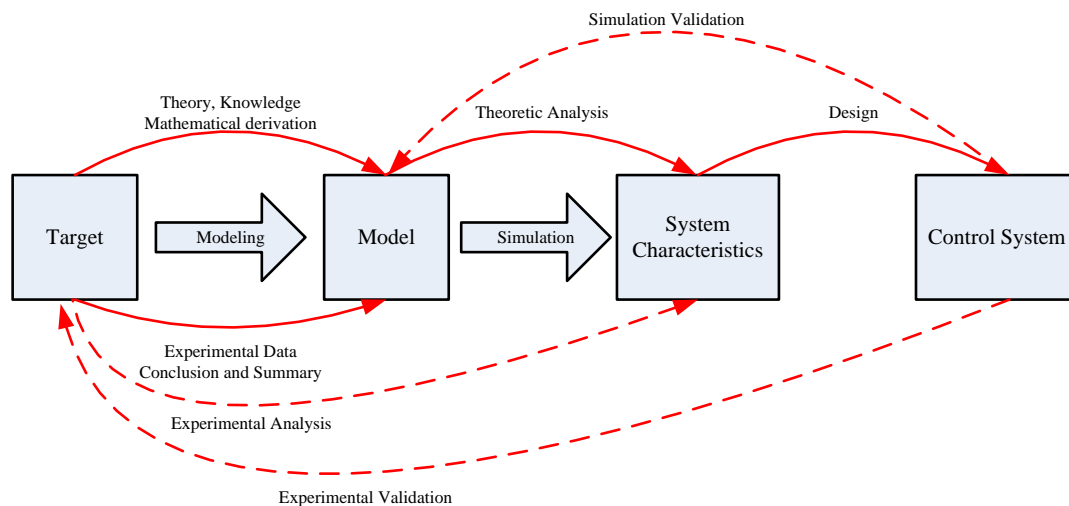 Simulation Validation
Theory, Knowledge
Mathematical derivation
Theoretic Analysis
Design
Target
Modeling
Model
Simulation
System
Characteristics
Control System
Experimental Data
Conclusion and Summary
Experimental Analysis
Experimental Validation